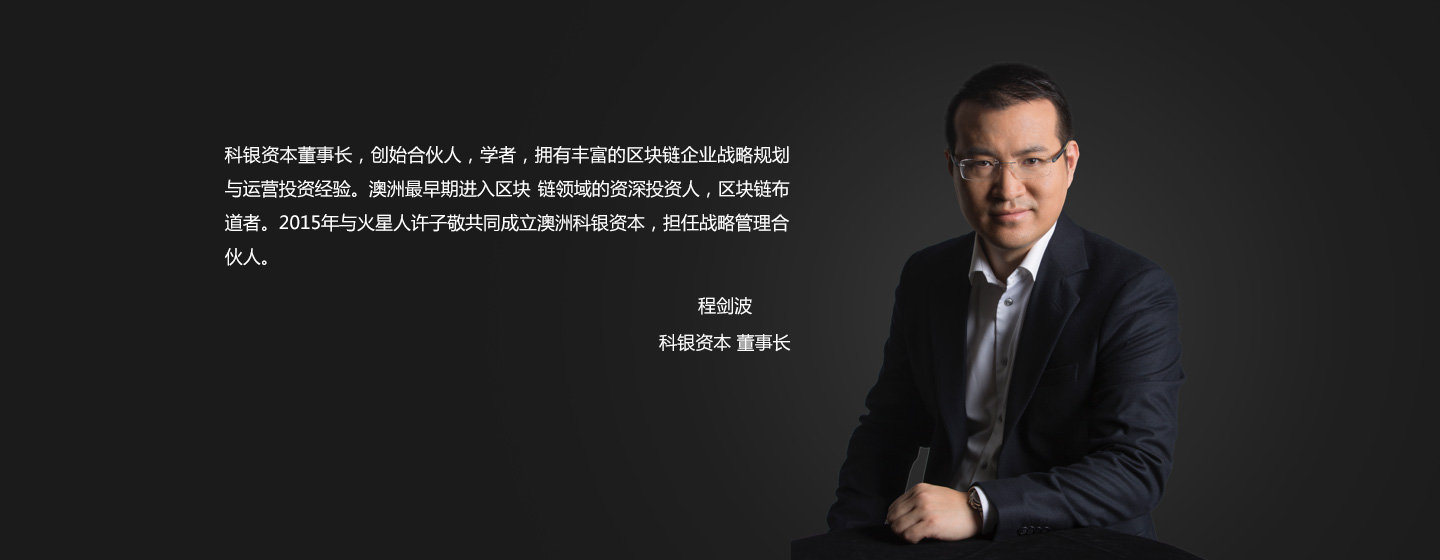 科银资本董事长，创始合伙人，学者，拥有丰富的区块链企业战略规划
与运营投资经验。澳洲最早期进入区块 链领域的资深投资人，区块链布
道者。2015年与火星人许子敬共同成立澳洲科银资本，担任战略管理合
伙人。
程剑波
科银资本 董事长